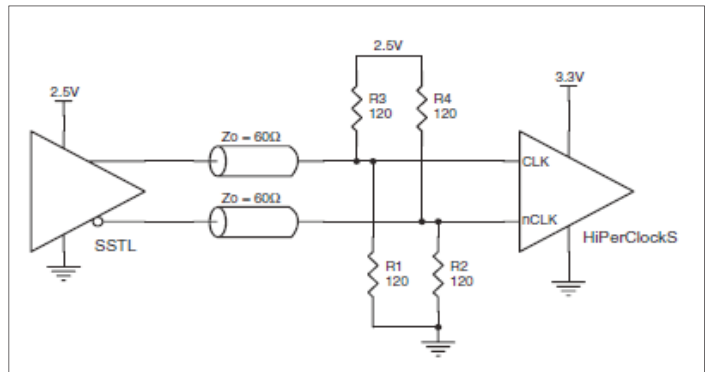 2.5V
3.3V
2.5V
R3
120
R4
120
Zo = 60Ω
CLK
Zo = 60Ω
nCLK
SSTL
HiPerClockS
R1
120
R2
120